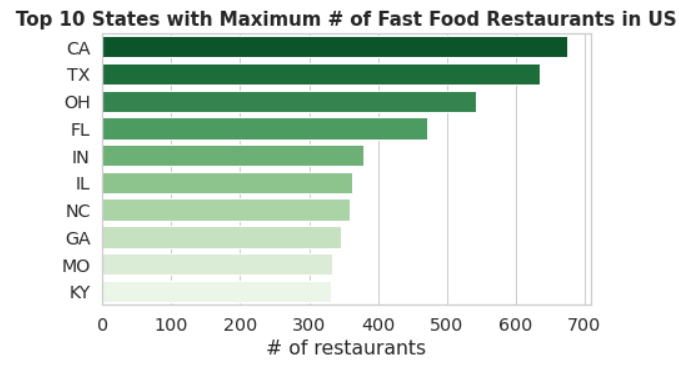 Top 10 States with Maximum # of Fast Food Restaurants in US
CA
TX
OH
FL
IN
IL
NC
GA
MO
KY
0 100 200 300 400 500 600 700
# of restaurants